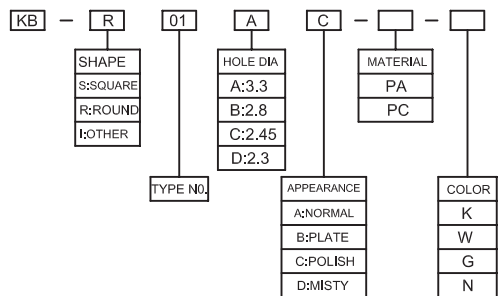 KB — R 01 A C — —
SHAPE
S:SQUARE
R:ROUND
I:OTHER
HOLE DIA
A:3.3
B:2.8
C:2.45
D:2.3
MATERIAL
PA
PC
TYPE N0.
APPEARANCE
A:NORMAL
B:PLATE
C:POLISH
D:MISTY
COLOR
K
W
G
N